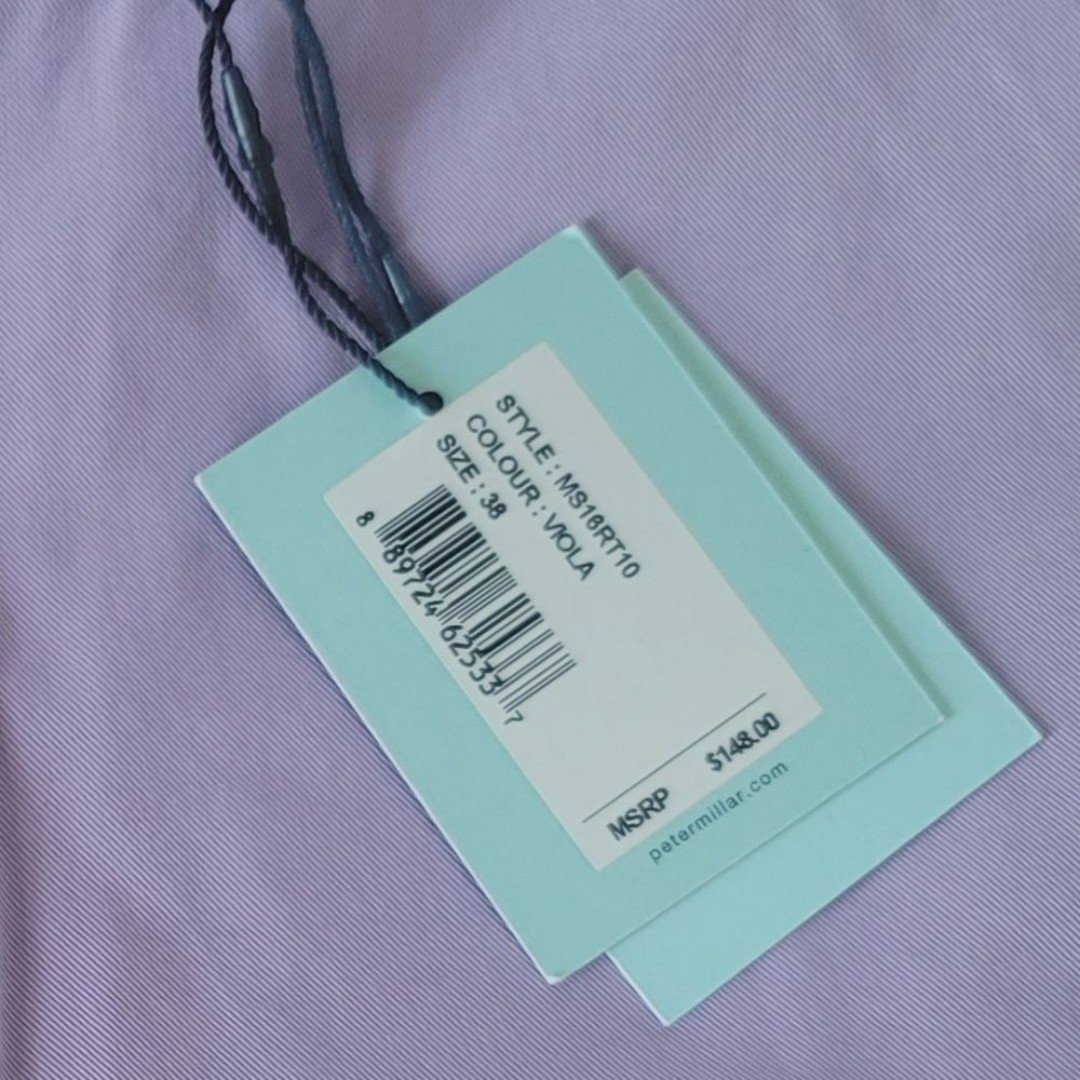 STYLE : MS16RT10
COLOUR : VIOLA
SIZE : 38
8 89724 62533 7
MSRP $148.00
petermillar.com